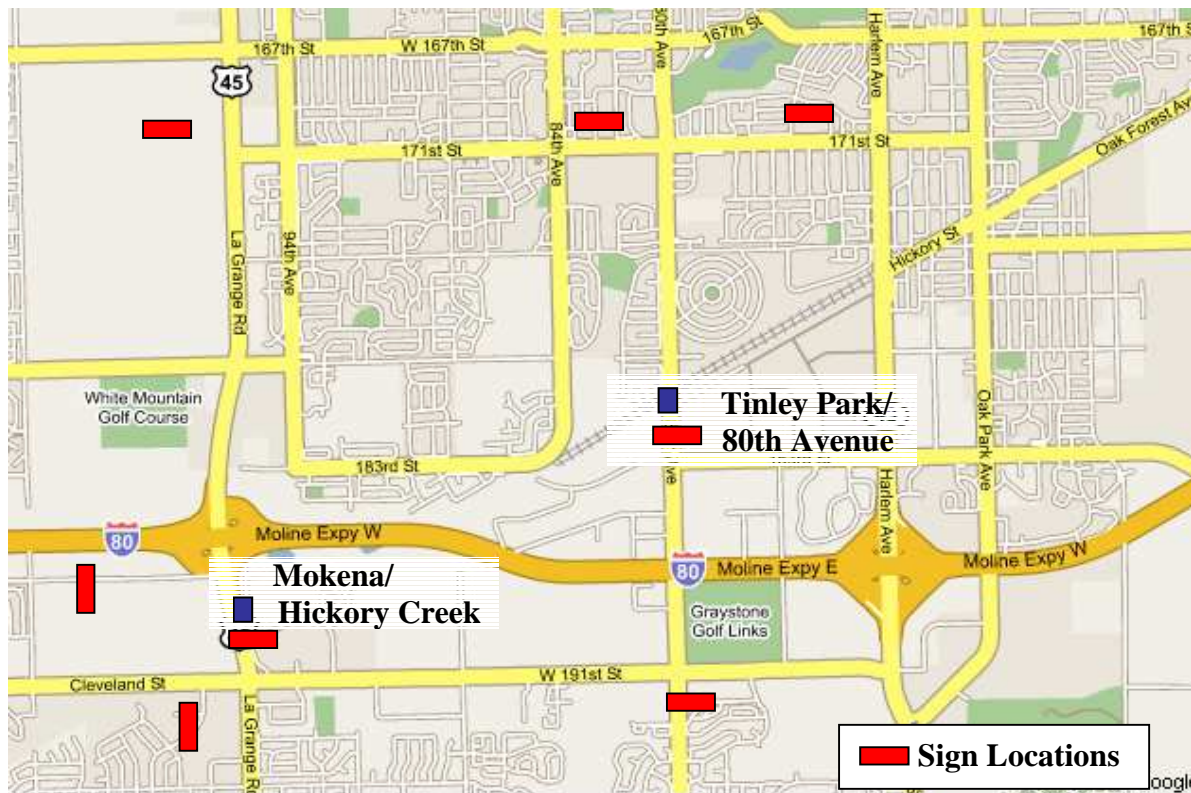 167th St
W 167th St
80th Ave
167th St
Harlem Ave
167th St
45
171st St
84th Ave
171st St
Oak Forest Av
La Grange Rd
94th Ave
Hickory St
White Mountain
Golf Course
Tinley Park/
80th Avenue
Oak Park Ave
183rd St
Harlem Ave
80
Moline Expy W
80
Moline Expy E
Moline Expy W
Mokena/
Hickory Creek
Graystone
Golf Links
Cleveland St
W 191st St
La Grange Rd
Sign Locations
oogle